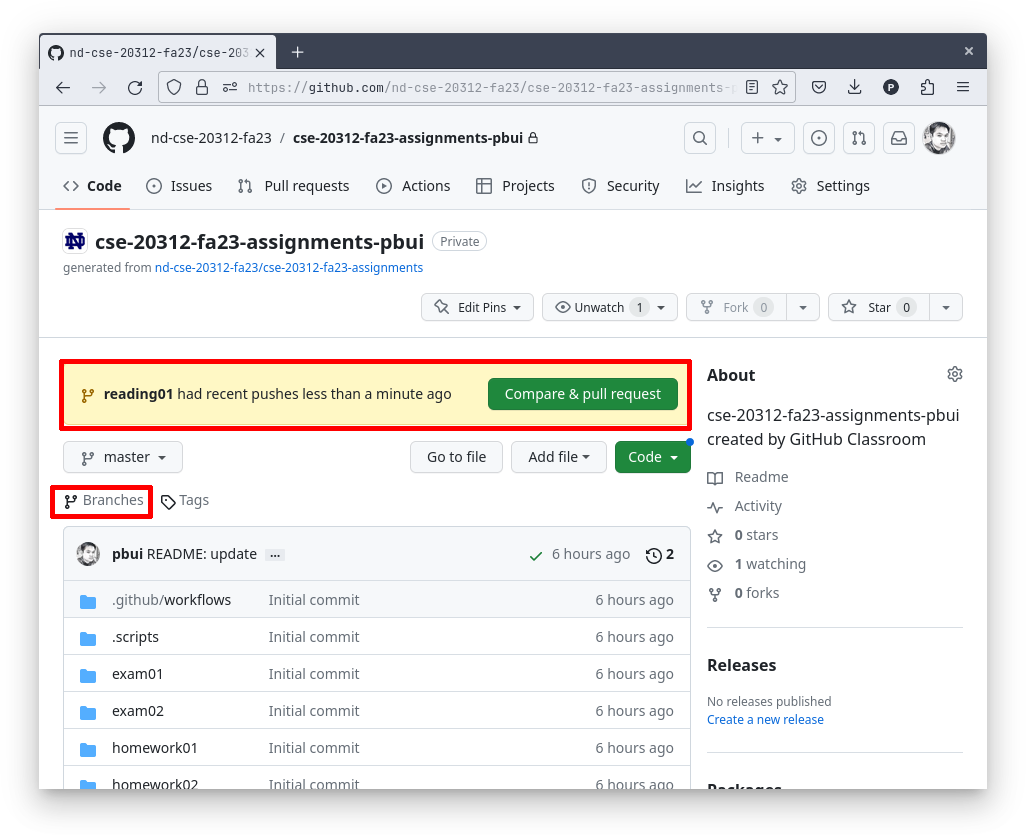 nd-cse-20312-fa23/cse-203
https://github.com/nd-cse-20312-fa23/cse-20312-fa23-assignments-
P
nd-cse-20312-fa23 / cse-20312-fa23-assignments-pbui
Code Issues Pull requests Actions Projects Security Insights Settings
cse-20312-fa23-assignments-pbui Private
generated from nd-cse-20312-fa23/cse-20312-fa23-assignments
Edit Pins Unwatch 1 Fork 0 Star 0
reading01 had recent pushes less than a minute ago Compare & pull request
master Go to file Add file Code
Branches Tags
pbui README: update ... 6 hours ago 2
.github/workflows Initial commit 6 hours ago
.scripts Initial commit 6 hours ago
exam01 Initial commit 6 hours ago
exam02 Initial commit 6 hours ago
homework01 Initial commit 6 hours ago
homework02 Initial commit 6 hours ago
About
cse-20312-fa23-assignments-pbui
created by GitHub Classroom
Readme
Activity
0 stars
1 watching
0 forks
Releases
No releases published
Create a new release
Packages